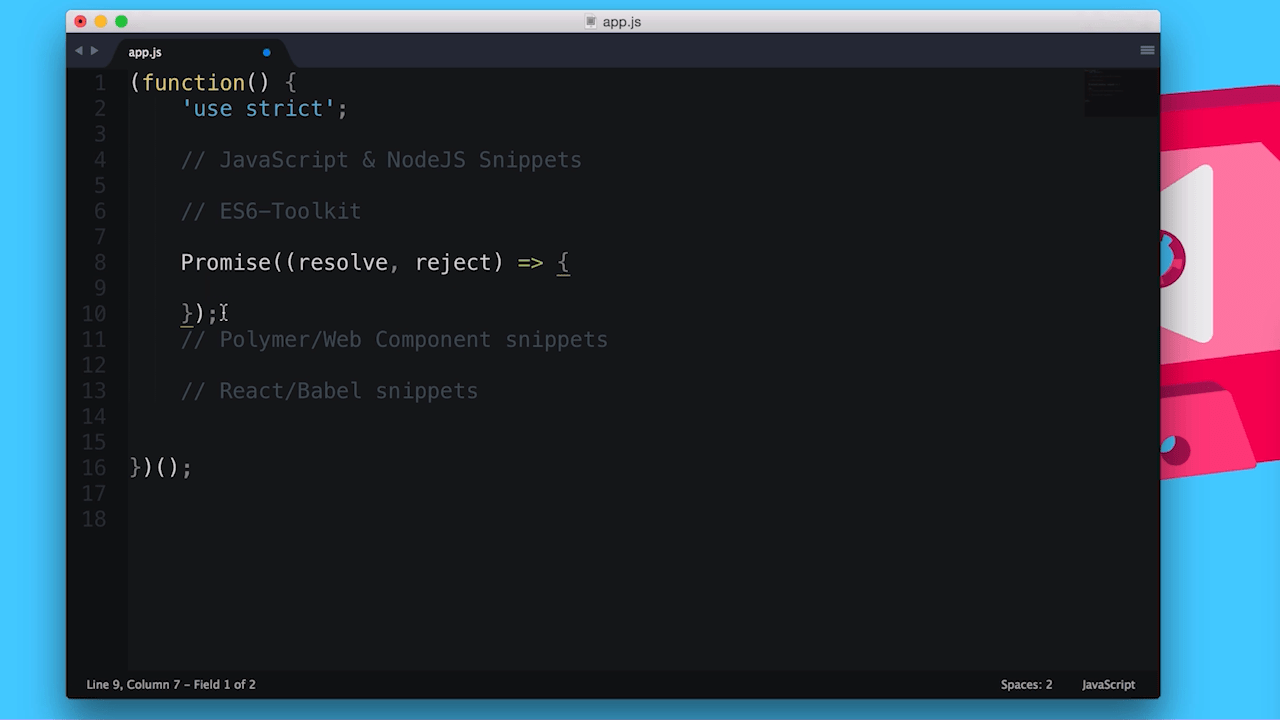 app.js
app.js
1 (function() {
2 'use strict';
3
4 // JavaScript & NodeJS Snippets
5
6 // ES6-Toolkit
7
8 Promise((resolve, reject) => {
9
10 });
11 // Polymer/Web Component snippets
12
13 // React/Babel snippets
14
15
16 })();
17
18
Line 9, Column 7 – Field 1 of 2 Spaces: 2 JavaScript